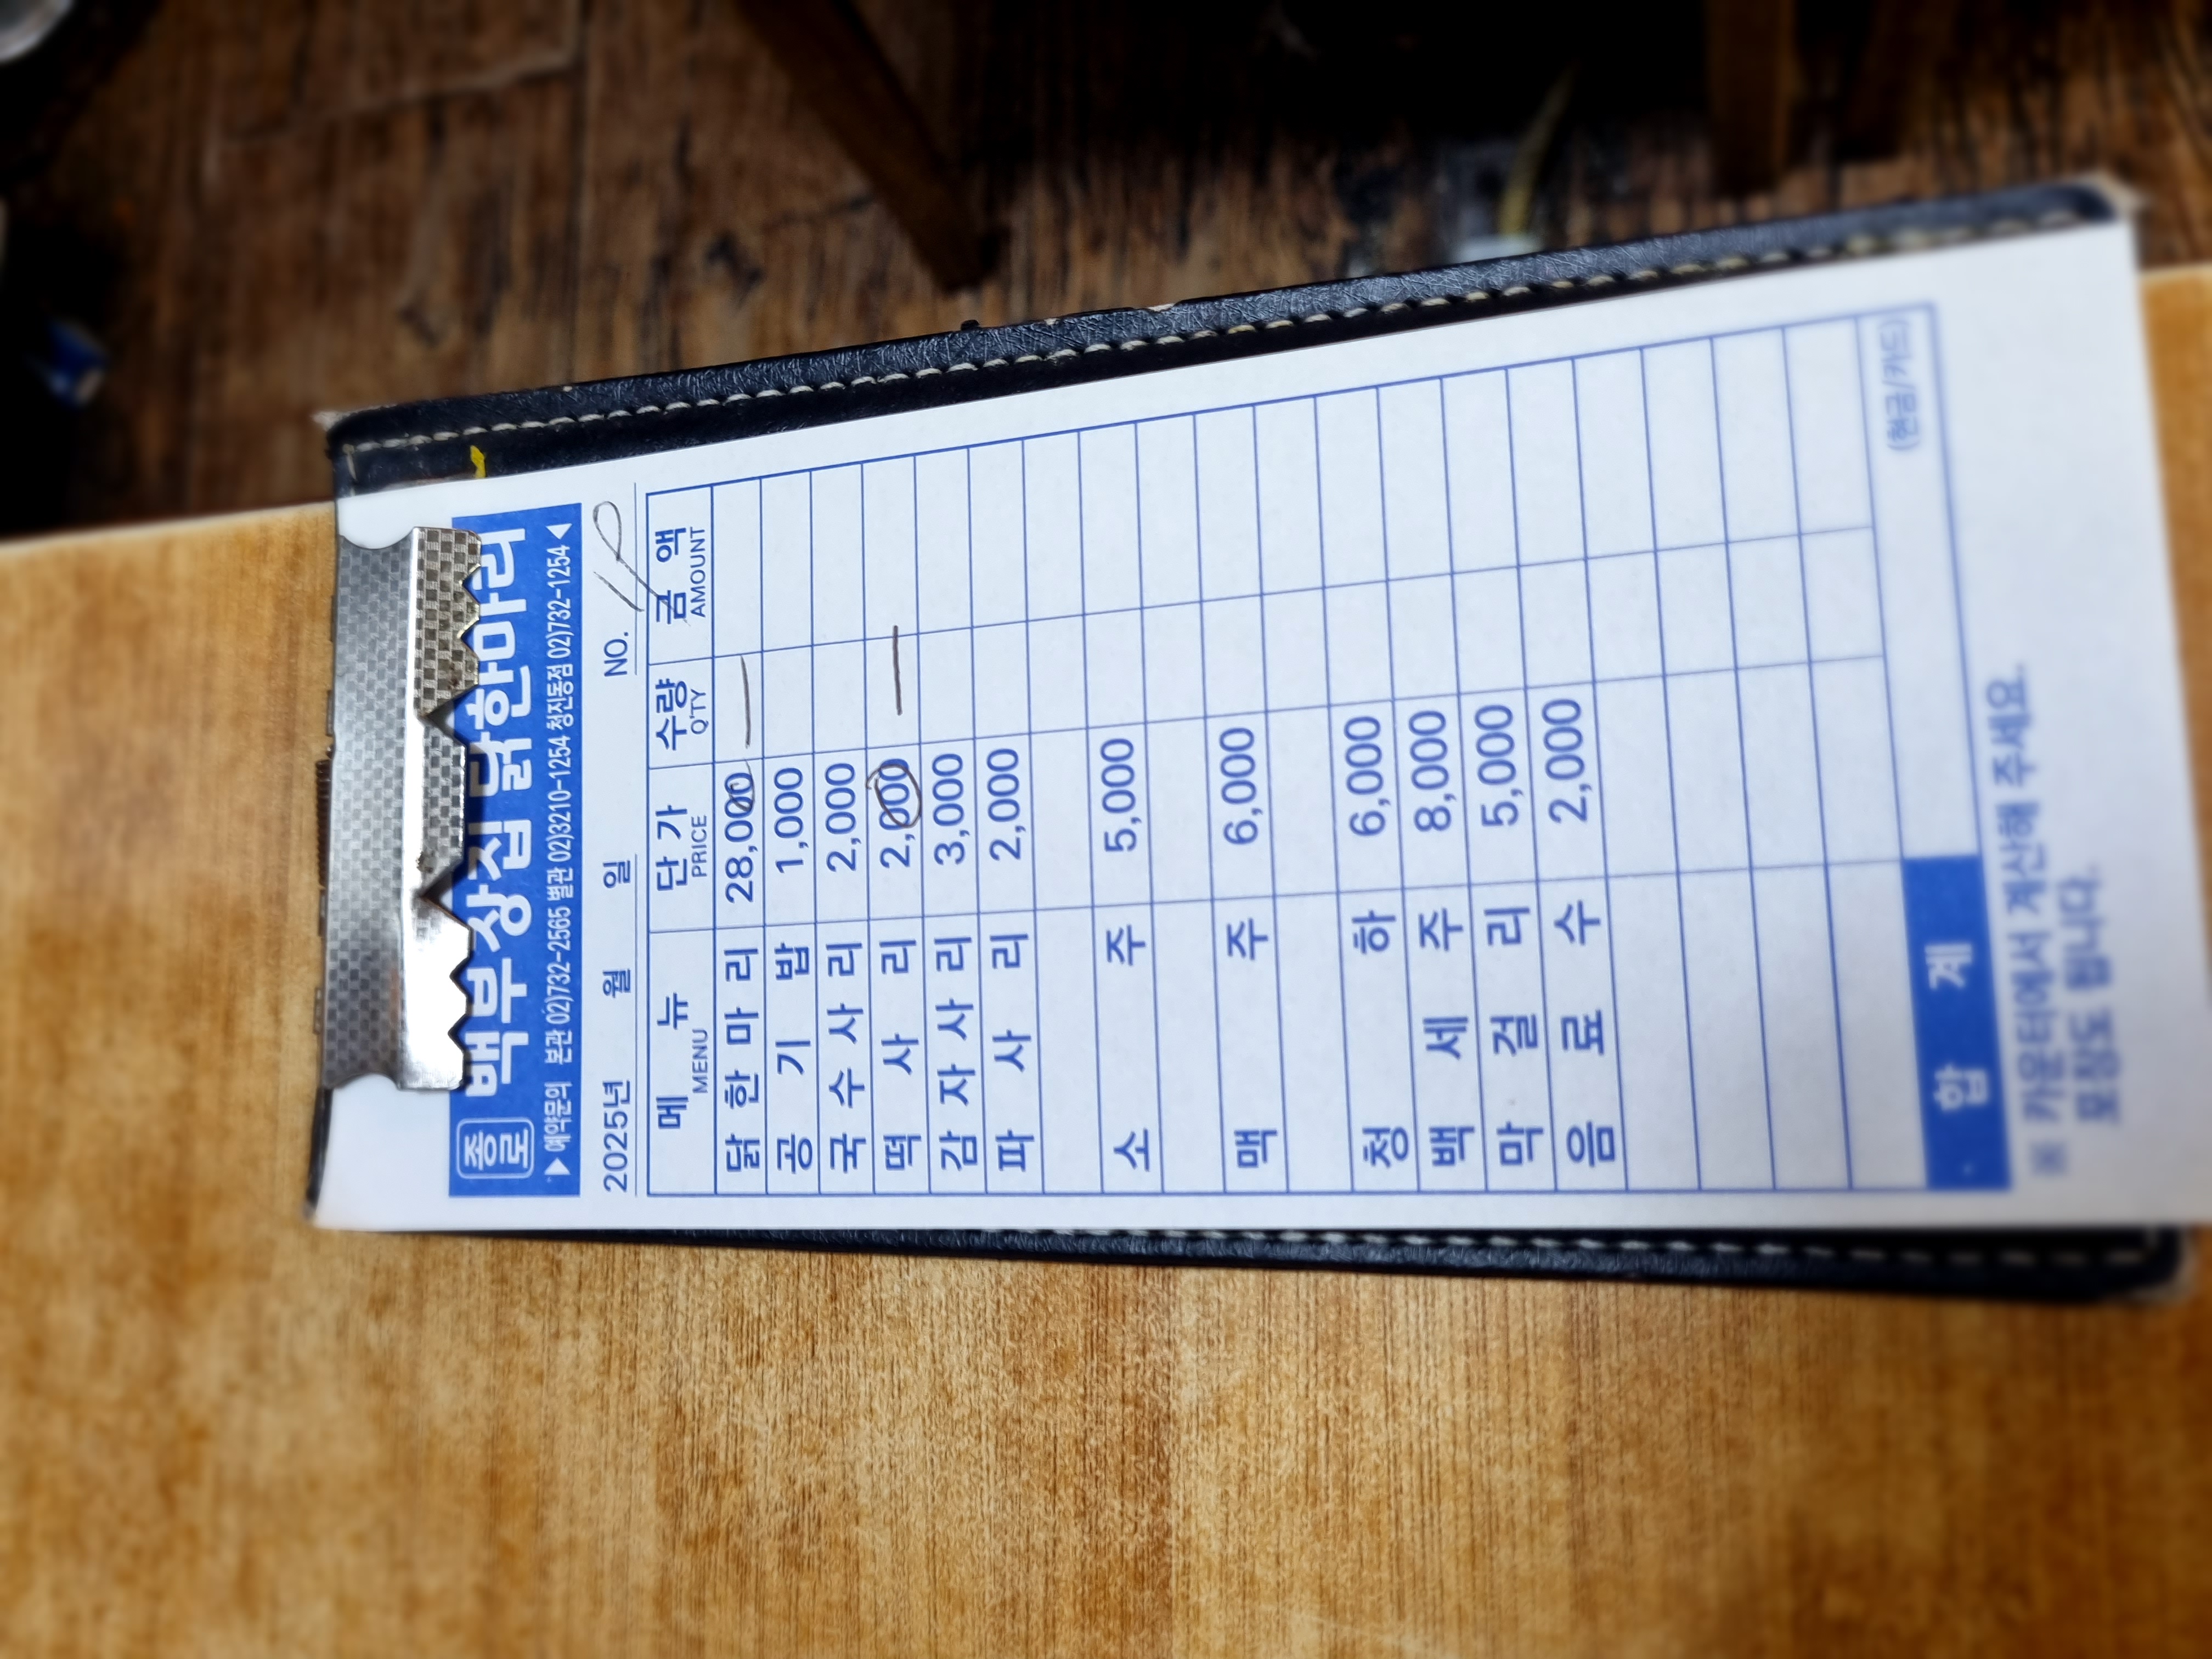 종로 백부장집 닭한마리
▶예약문의 본관 02)732-2565 별관 02)3210-1254 청진동점 02)732-1254◀
2025년 월 일 NO.
메뉴 단가 수량 금액
MENU PRICE Q'TY AMOUNT
닭한마리 28,000 —
공기밥 1,000
국수사리 2,000
떡사리 2,000 —
감자사리 3,000
파사리 2,000
소주 5,000
맥주 6,000
청하 6,000
백세주 8,000
막걸리 5,000
음료수 2,000
합계 (현금/카드)
※ 카운터에서 계산해 주세요.
포장도 됩니다.